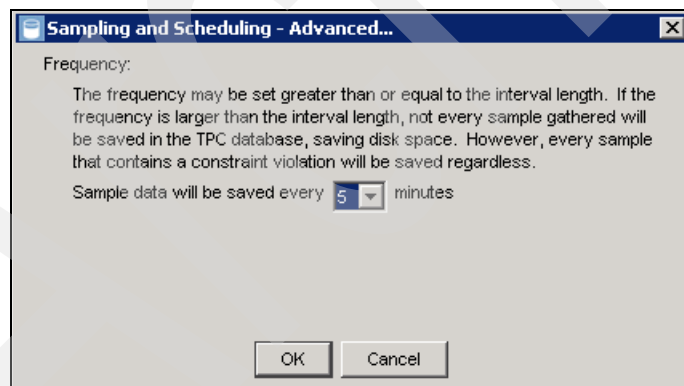 Sampling and Scheduling - Advanced...
Frequency:
The frequency may be set greater than or equal to the interval length. If the
frequency is larger than the interval length, not every sample gathered will
be saved in the TPC database, saving disk space. However, every sample
that contains a constraint violation will be saved regardless.
Sample data will be saved every 5 minutes
OK Cancel